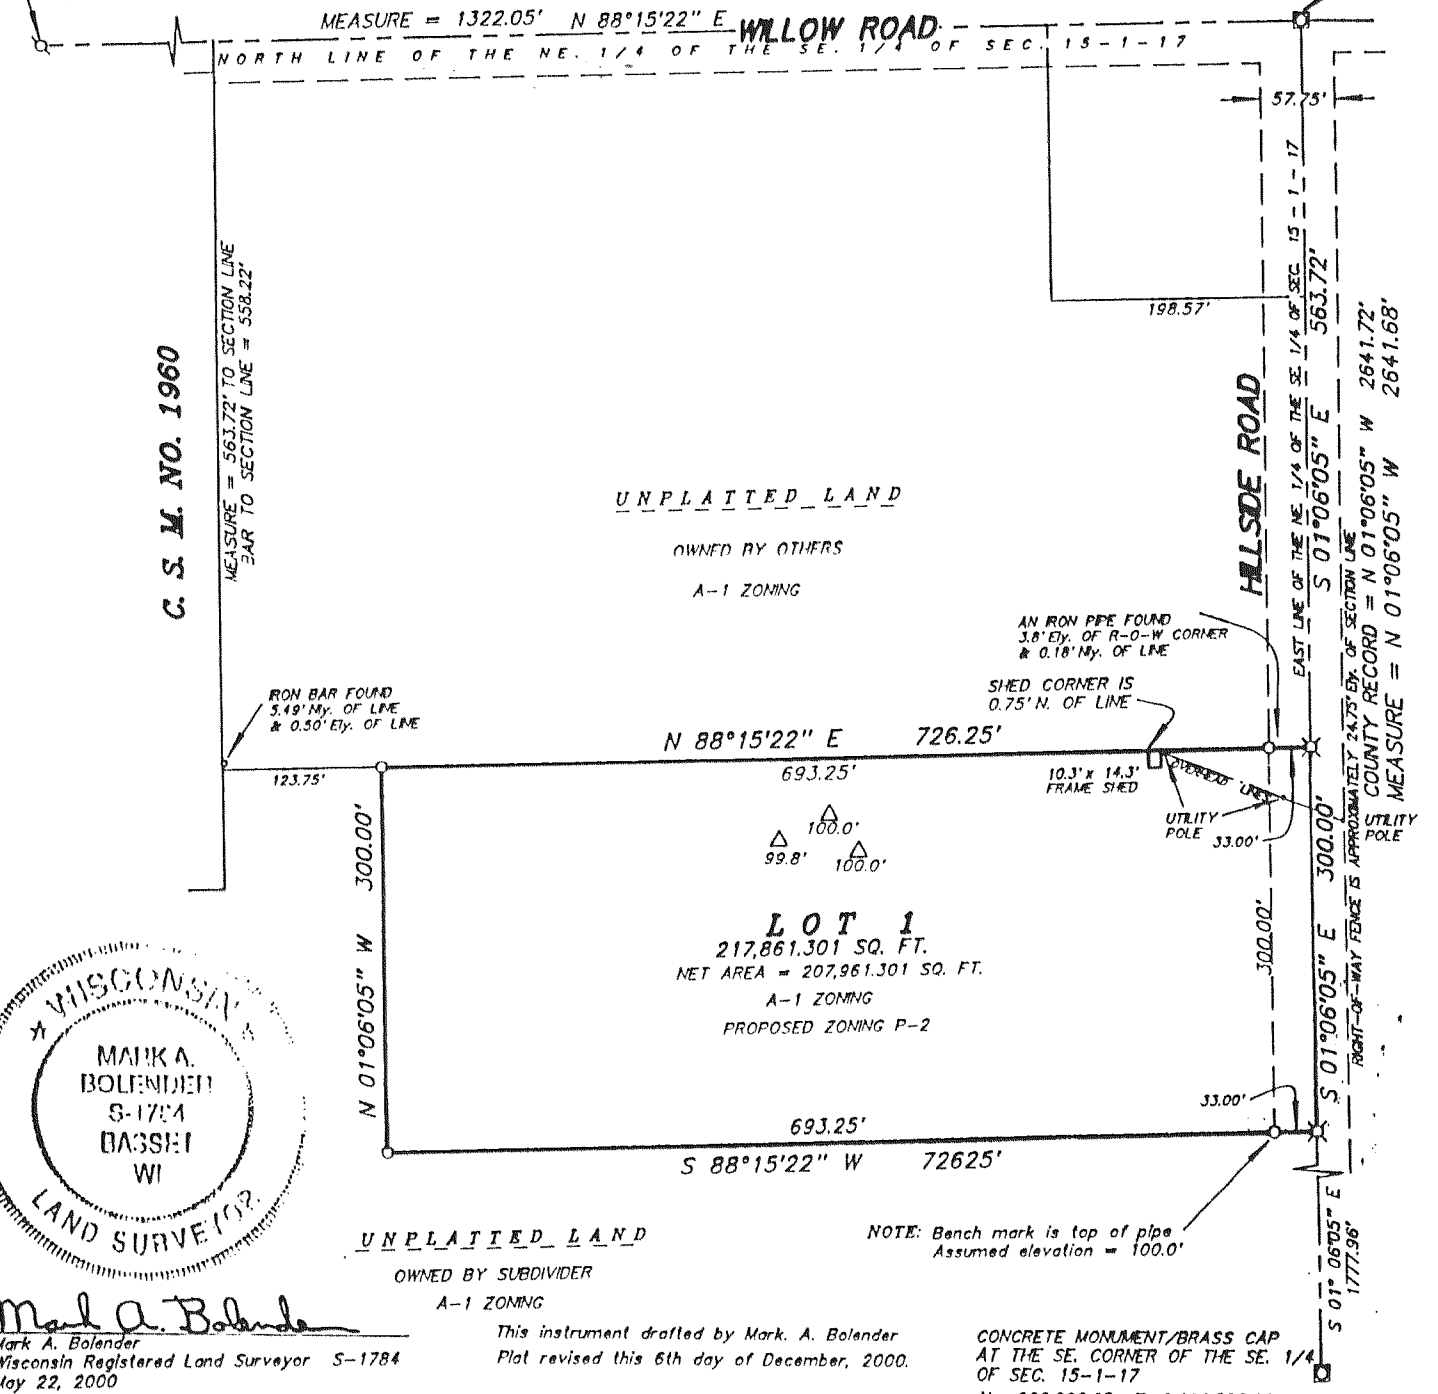 MEASURE = 1322.05' N 88°15'22" E WILLOW ROAD
NORTH LINE OF THE NE. 1/4 OF THE SE. 1/4 OF SEC. 15-1-17
57.75'
C. S. M. NO. 1960
MEASURE = 563.72' TO SECTION LINE
BAR TO SECTION LINE = 558.22'
198.57'
HILLSIDE ROAD
EAST LINE OF THE NE. 1/4 OF THE SE. 1/4 OF SEC. 15-1-17
S 01°06'05" E 563.72'
RIGHT-OF-WAY FENCE IS APPROXIMATELY 24.75' Ely. OF SECTION LINE
COUNTY RECORD = N 01°06'05" W 2641.72'
MEASURE = N 01°06'05" W 2641.68'
UNPLATTED LAND
OWNED BY OTHERS
A-1 ZONING
AN IRON PIPE FOUND
3.8' Ely. OF R-O-W CORNER
& 0.18' Nly. OF LINE
SHED CORNER IS
0.75' N. OF LINE
IRON BAR FOUND
5.49' Nly. OF LINE
& 0.50' Ely. OF LINE
N 88°15'22" E 726.25'
123.75'
693.25'
10.3' x 14.3'
FRAME SHED
OVERHEAD LINES
UTILITY
POLE
33.00'
UTILITY
POLE
100.0'
99.8'
100.0'
N 01°06'05" W 300.00'
300.00'
S 01°06'05" E 300.00'
LOT 1
217,861.301 SQ. FT.
NET AREA = 207,961.301 SQ. FT.
A-1 ZONING
PROPOSED ZONING P-2
33.00'
693.25'
S 88°15'22" W 72625'
WISCONSIN
MARK A.
BOLENDER
S-1784
BASSET
WI
LAND SURVEYOR
UNPLATTED LAND
OWNED BY SUBDIVIDER
A-1 ZONING
NOTE: Bench mark is top of pipe
Assumed elevation = 100.0'
S 01° 06'05" E
1777.96'
Mark A. Bolender
Mark A. Bolender
Wisconsin Registered Land Surveyor S-1784
May 22, 2000
This instrument drafted by Mark. A. Bolender
Plat revised this 6th day of December, 2000.
CONCRETE MONUMENT/BRASS CAP
AT THE SE. CORNER OF THE SE. 1/4
OF SEC. 15-1-17